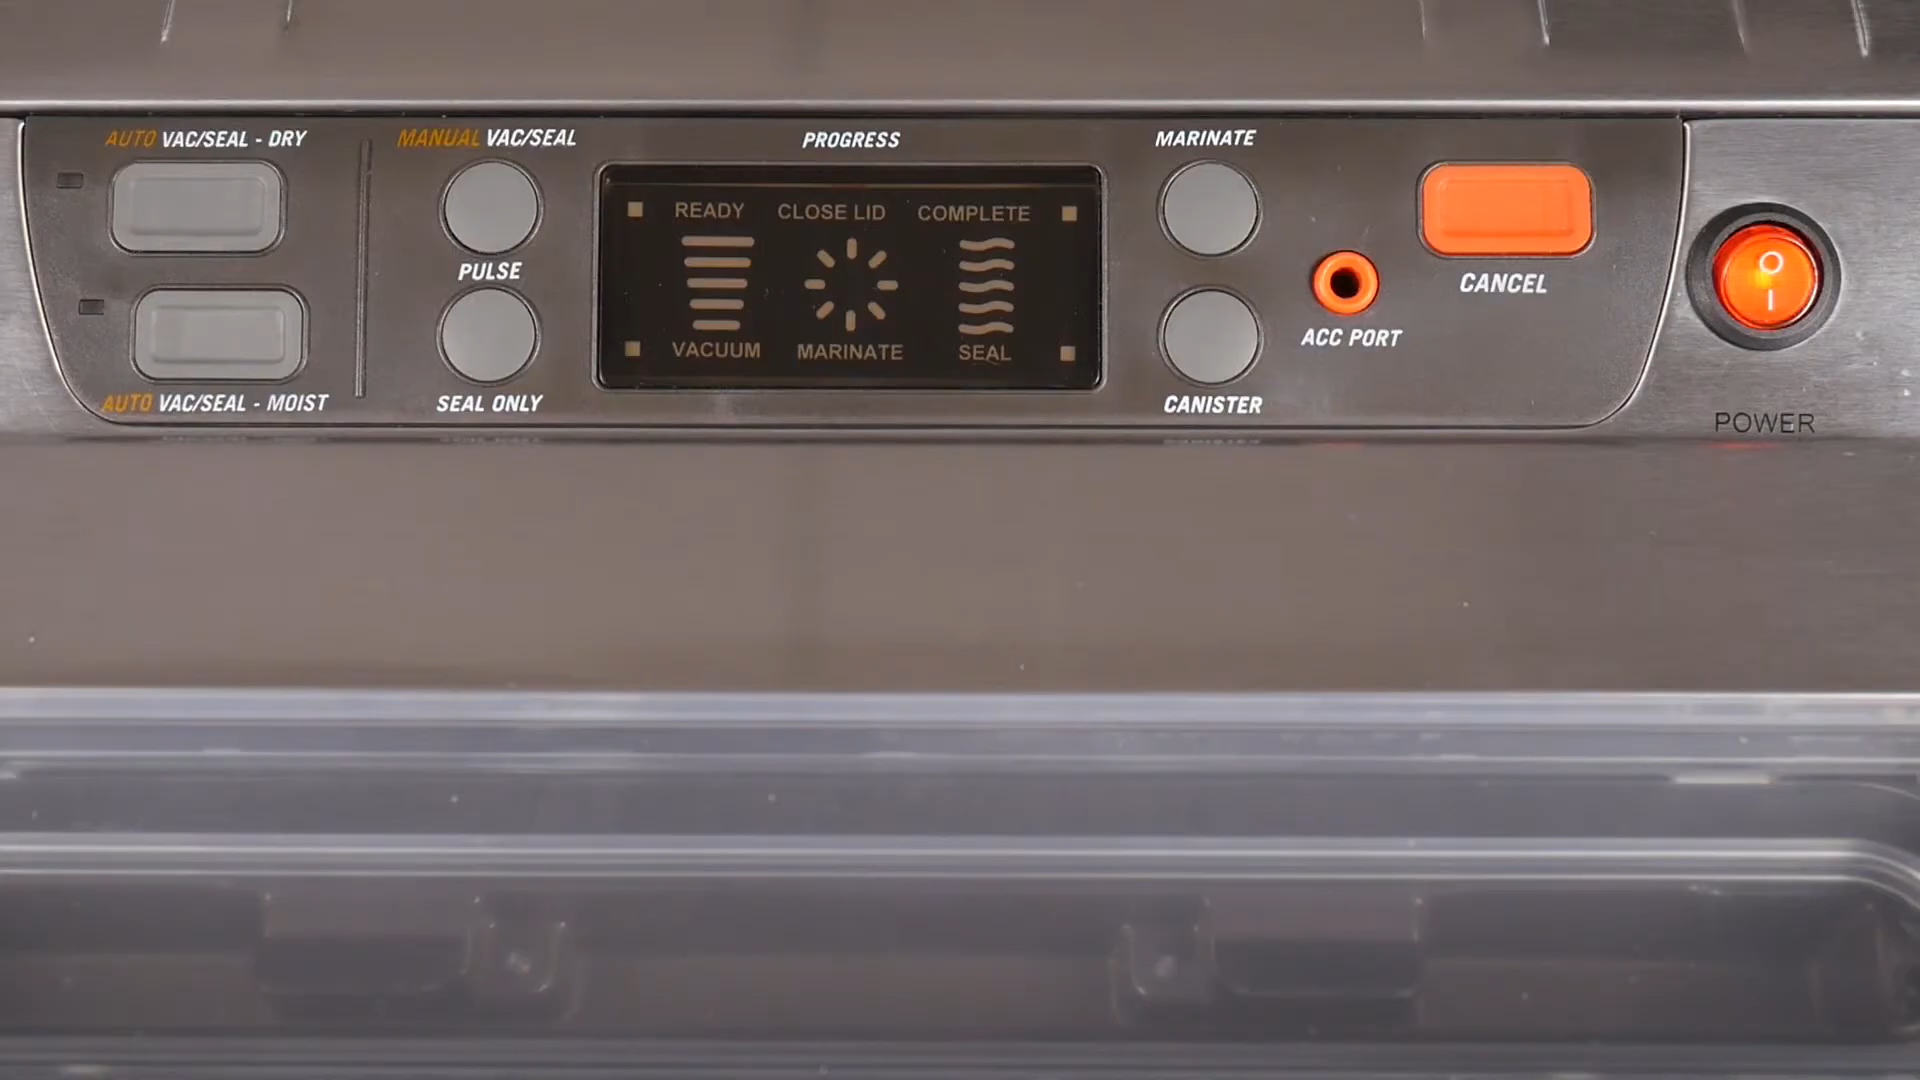 AUTO VAC/SEAL - DRY
MANUAL VAC/SEAL
PROGRESS
MARINATE
READY
CLOSE LID
COMPLETE
PULSE
CANCEL
ACC PORT
VACUUM
MARINATE
SEAL
AUTO VAC/SEAL - MOIST
SEAL ONLY
CANISTER
POWER